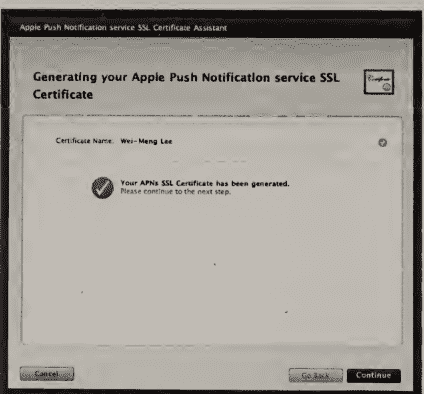 Apple Push Notification service SSL Certificate Assistant
Generating your Apple Push Notification service SSL
Certificate
Certificate Name: Wei-Meng Lee
Your APNs SSL Certificate has been generated.
Please continue to the next step.
Cancel
Go Back
Continue